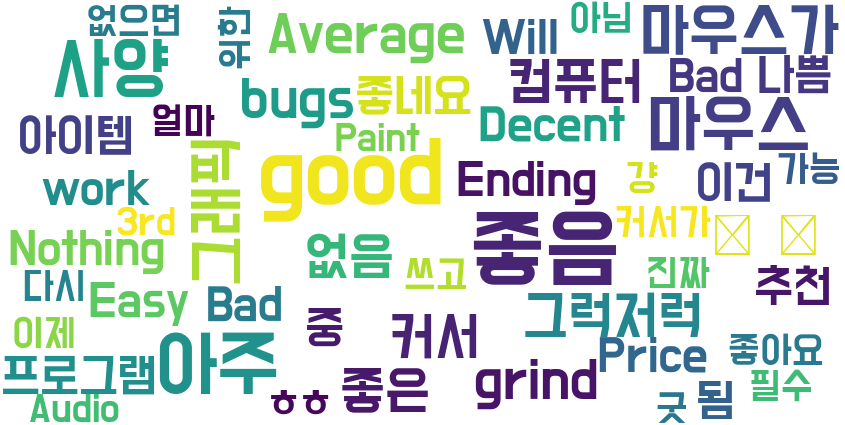 없으면
위한
Average
Will
아님
마우스가
사양
bugs
좋네요
컴퓨터
Bad
나쁨
아이템
얼마
Paint
Decent
마우스
work
그래픽
good
Ending
걍
이건
가능
3rd
Nothing
없음
쓰고
좋음
커서가
진짜
추천
다시
Easy
Bad
중
커서
그럭저럭
이제
프로그램
아주
Price
좋아요
Audio
ㅎㅎ
좋은
grind
굿
됨
필수